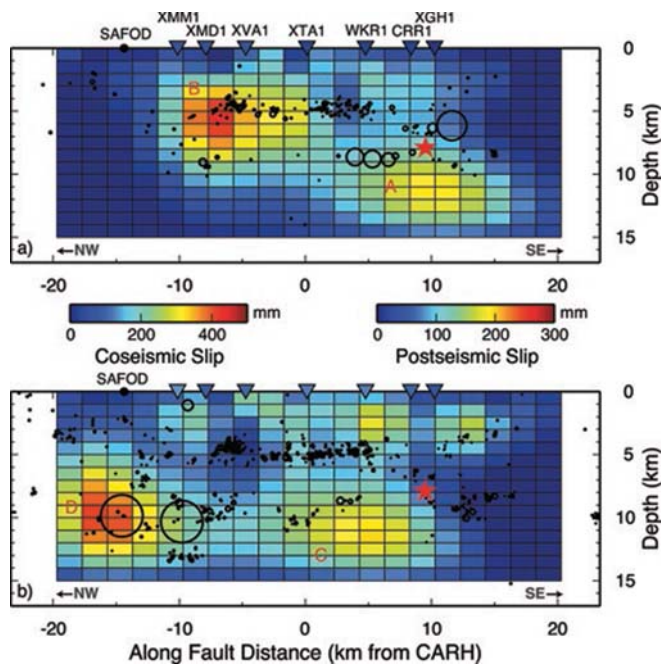 XMM1 XGH1
SAFOD XMD1 XVA1 XTA1 WKR1 CRR1
0
B
5
10
A
15
a) NW SE
Depth (km)
-20 -10 0 10 20
mm mm
0 200 400 0 100 200 300
Coseismic Slip Postseismic Slip
SAFOD
0
5
D
10
C
15
b) NW SE
Depth (km)
-20 -10 0 10 20
Along Fault Distance (km from CARH)